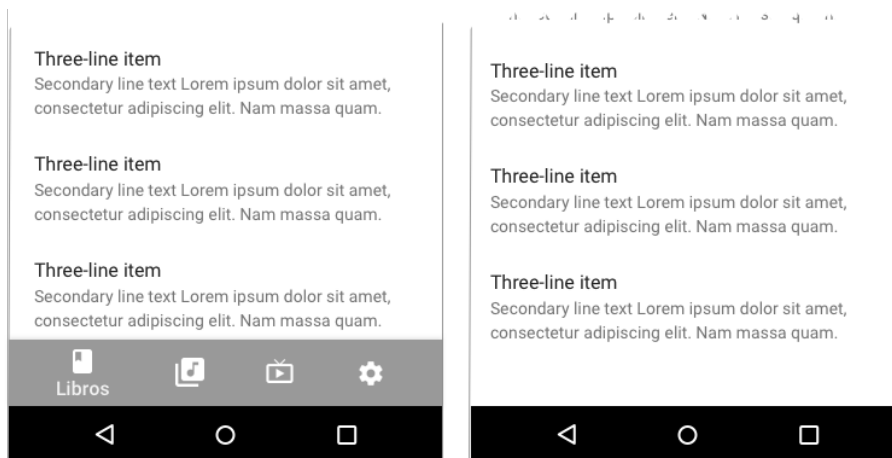 Three-line item
Secondary line text Lorem ipsum dolor sit amet,
consectetur adipiscing elit. Nam massa quam.
Three-line item
Secondary line text Lorem ipsum dolor sit amet,
consectetur adipiscing elit. Nam massa quam.
Three-line item
Secondary line text Lorem ipsum dolor sit amet,
consectetur adipiscing elit. Nam massa quam.
Libros
Three-line item
Secondary line text Lorem ipsum dolor sit amet,
consectetur adipiscing elit. Nam massa quam.
Three-line item
Secondary line text Lorem ipsum dolor sit amet,
consectetur adipiscing elit. Nam massa quam.
Three-line item
Secondary line text Lorem ipsum dolor sit amet,
consectetur adipiscing elit. Nam massa quam.